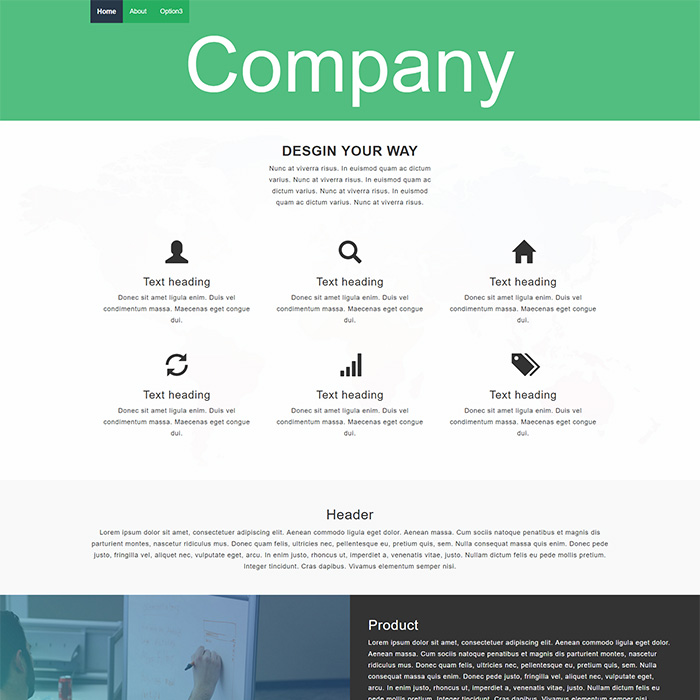 Home About Option3
Company
DESGIN YOUR WAY
Nunc at viverra risus. In euismod quam ac dictum
varius. Nunc at viverra risus. In euismod quam ac
dictum varius. Nunc at viverra risus. In euismod
quam ac dictum varius. Nunc at viverra risus.
Text heading
Donec sit amet ligula enim. Duis vel
condimentum massa. Maecenas eget congue
dui.
Text heading
Donec sit amet ligula enim. Duis vel
condimentum massa. Maecenas eget congue
dui.
Text heading
Donec sit amet ligula enim. Duis vel
condimentum massa. Maecenas eget congue
dui.
Text heading
Donec sit amet ligula enim. Duis vel
condimentum massa. Maecenas eget congue
dui.
Text heading
Donec sit amet ligula enim. Duis vel
condimentum massa. Maecenas eget congue
dui.
Text heading
Donec sit amet ligula enim. Duis vel
condimentum massa. Maecenas eget congue
dui.
Header
Lorem ipsum dolor sit amet, consectetuer adipiscing elit. Aenean commodo ligula eget dolor. Aenean massa. Cum sociis natoque penatibus et magnis dis parturient
montes, nascetur ridiculus mus. Donec quam felis, ultricies nec, pellentesque eu, pretium quis, sem. Nulla consequat massa quis enim. Donec pede
justo, fringilla vel, aliquet nec, vulputate eget, arcu. In enim justo, rhoncus ut, imperdiet a, venenatis vitae, justo. Nullam dictum felis eu pede mollis pretium.
Integer tincidunt. Cras dapibus. Vivamus elementum semper nisi.
Product
Lorem ipsum dolor sit amet, consectetuer adipiscing elit. Aenean commodo ligula eget
dolor. Aenean massa. Cum sociis natoque penatibus et magnis dis parturient montes, nascetur
ridiculus mus. Donec quam felis, ultricies nec, pellentesque eu, pretium quis, sem. Nulla
consequat massa quis enim. Donec pede justo, fringilla vel, aliquet nec, vulputate eget,
arcu. In enim justo, rhoncus ut, imperdiet a, venenatis vitae, justo. Nullam dictum felis eu
pede mollis pretium. Integer tincidunt. Cras dapibus. Vivamus elementum semper nisi.